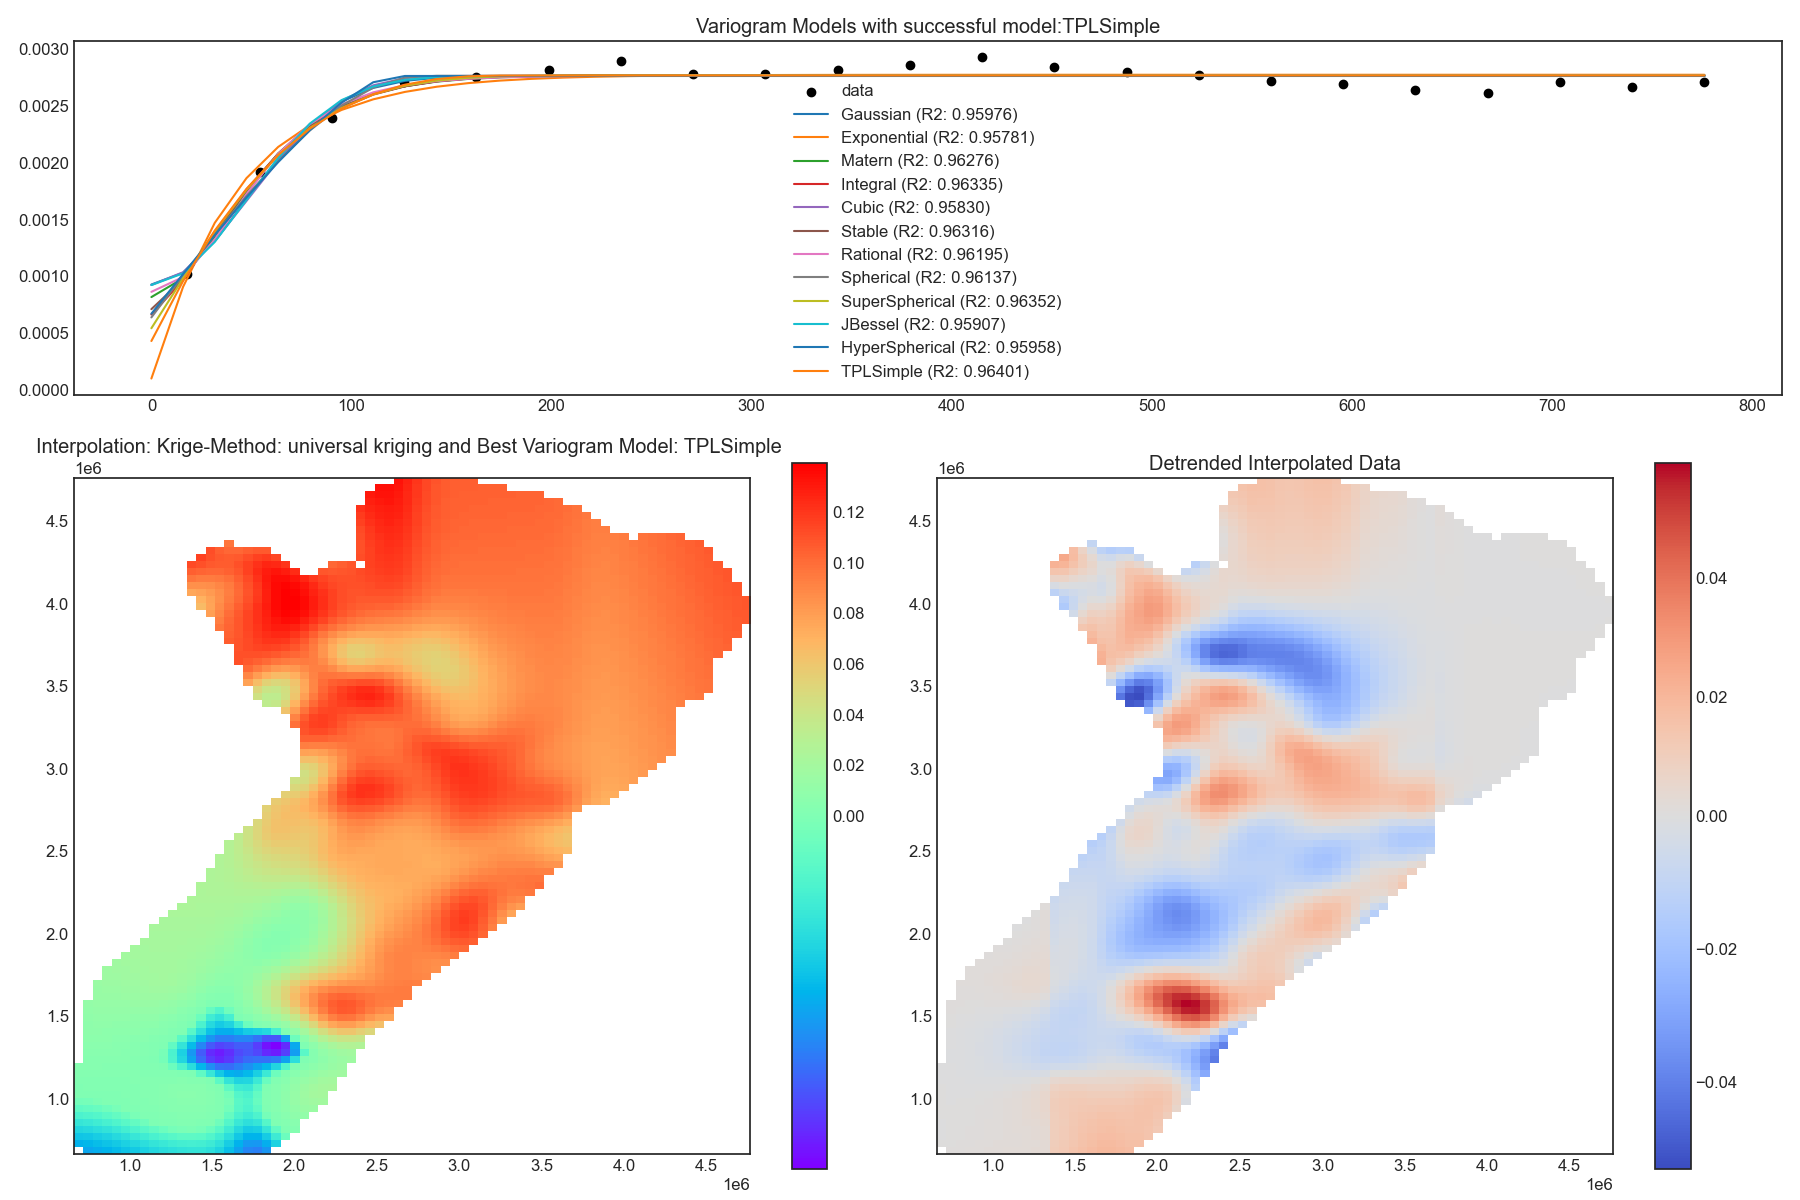 Variogram Models with successful model:TPLSimple
0.0030
0.0025
0.0020
0.0015
0.0010
0.0005
0.0000
data
Gaussian (R2: 0.95976)
Exponential (R2: 0.95781)
Matern (R2: 0.96276)
Integral (R2: 0.96335)
Cubic (R2: 0.95830)
Stable (R2: 0.96316)
Rational (R2: 0.96195)
Spherical (R2: 0.96137)
SuperSpherical (R2: 0.96352)
JBessel (R2: 0.95907)
HyperSpherical (R2: 0.95958)
TPLSimple (R2: 0.96401)
0 100 200 300 400 500 600 700 800
Interpolation: Krige-Method: universal kriging and Best Variogram Model: TPLSimple
1e6
4.5
4.0
3.5
3.0
2.5
2.0
1.5
1.0
1.0 1.5 2.0 2.5 3.0 3.5 4.0 4.5
1e6
0.12
0.10
0.08
0.06
0.04
0.02
0.00
Detrended Interpolated Data
1e6
4.5
4.0
3.5
3.0
2.5
2.0
1.5
1.0
1.0 1.5 2.0 2.5 3.0 3.5 4.0 4.5
1e6
0.04
0.02
0.00
−0.02
−0.04